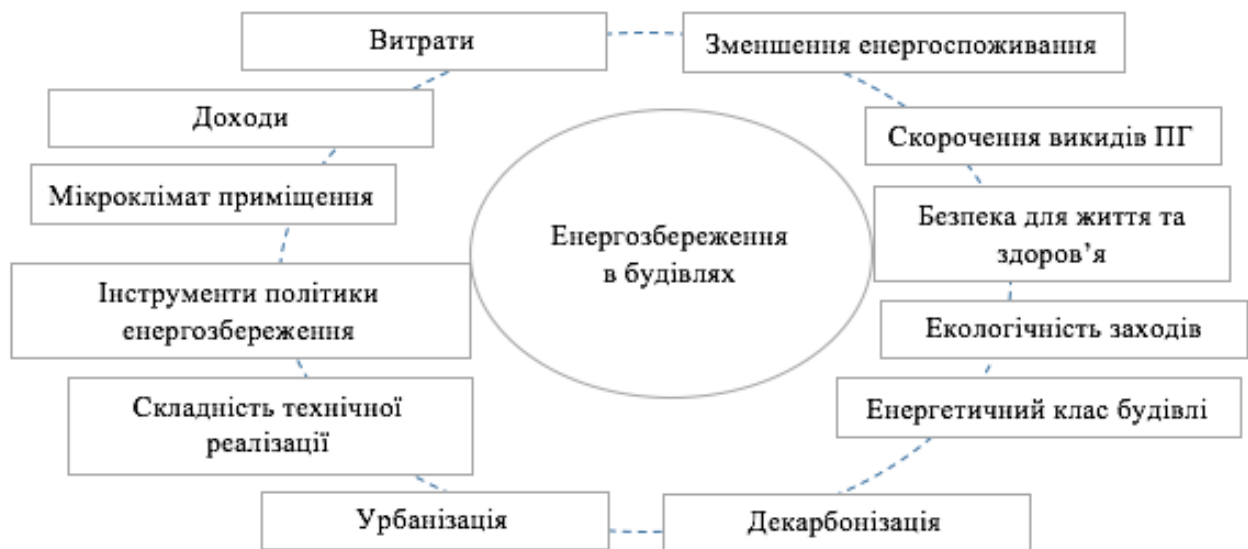 Витрати
Зменшення енергоспоживання
Доходи
Скорочення викидів ПГ
Мікроклімат приміщення
Безпека для життя та
здоров’я
Енергозбереження
в будівлях
Інструменти політики
енергозбереження
Екологічність заходів
Складність технічної
реалізації
Енергетичний клас будівлі
Урбанізація
Декарбонізація